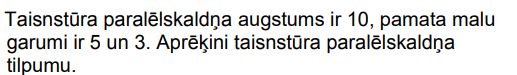 Taisnstūra paralēlskaldņa augstums ir 10, pamata malu
garumi ir 5 un 3. Aprēķini taisnstūra paralēlskaldņa
tilpumu.